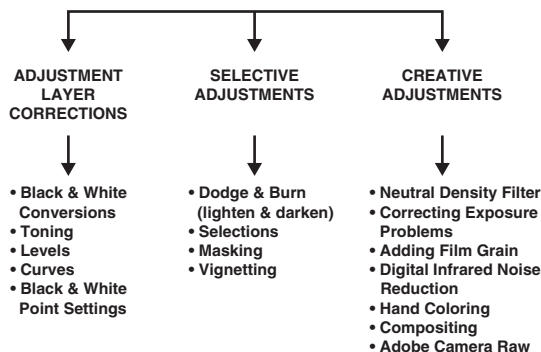 ADJUSTMENT
LAYER
CORRECTIONS
• Black & White
Conversions
• Toning
• Levels
• Curves
• Black & White
Point Settings
SELECTIVE
ADJUSTMENTS
• Dodge & Burn
(lighten & darken)
• Selections
• Masking
• Vignetting
CREATIVE
ADJUSTMENTS
• Neutral Density Filter
• Correcting Exposure
Problems
• Adding Film Grain
• Digital Infrared Noise
Reduction
• Hand Coloring
• Compositing
• Adobe Camera Raw